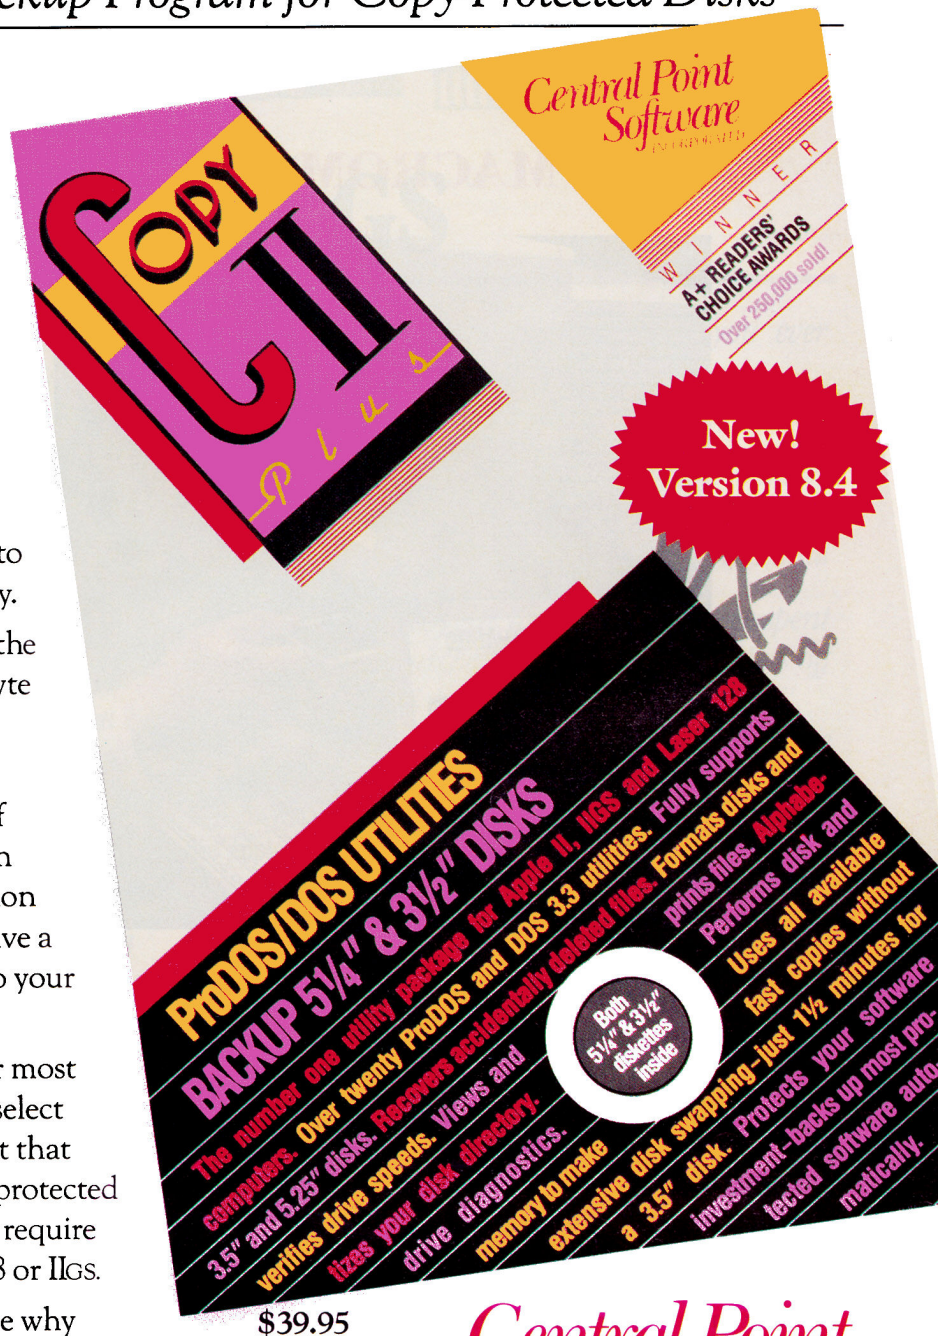 Backup Program for Copy Protected Disks
Central Point
Software
INCORPORATED
COPY
II
Plus
WINNER
A+ READERS'
CHOICE AWARDS
Over 250,000 sold!
New!
Version 8.4
to
y.
the
yte
f
n
on
ve a
o your
r most
select
t that
protected
require
3 or IIGS.
e why
ProDOS/DOS UTILITIES
BACKUP 5¼" & 3½" DISKS
The number one utility package for Apple II, IIGS and Laser 128
computers. Over twenty ProDOS and DOS 3.3 utilities. Fully supports
3.5" and 5.25" disks. Recovers accidentally deleted files. Formats disks and
verifies drive speeds. Views and prints files. Alphabe-
tizes your disk directory. Performs disk and
drive diagnostics. Uses all available
memory to make fast copies without
extensive disk swapping–just 1½ minutes for
a 3.5" disk. Protects your software
investment–backs up most pro-
tected software auto-
matically.
Both
5¼" & 3½"
diskettes
inside
$39.95
Central Point